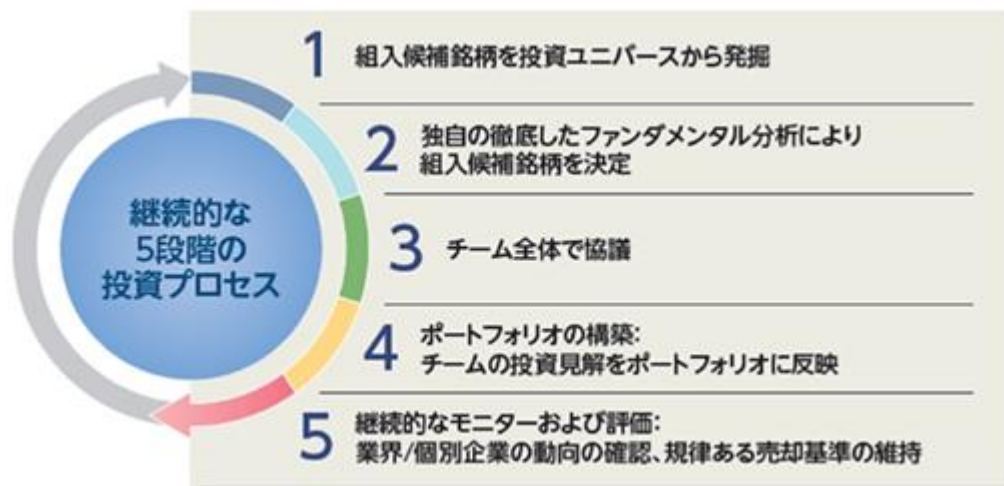 継続的な
5段階の
投資プロセス
1 組入候補銘柄を投資ユニバースから発掘
2 独自の徹底したファンダメンタル分析により
組入候補銘柄を決定
3 チーム全体で協議
4 ポートフォリオの構築:
チームの投資見解をポートフォリオに反映
5 継続的なモニターおよび評価:
業界/個別企業の動向の確認、規律ある売却基準の維持